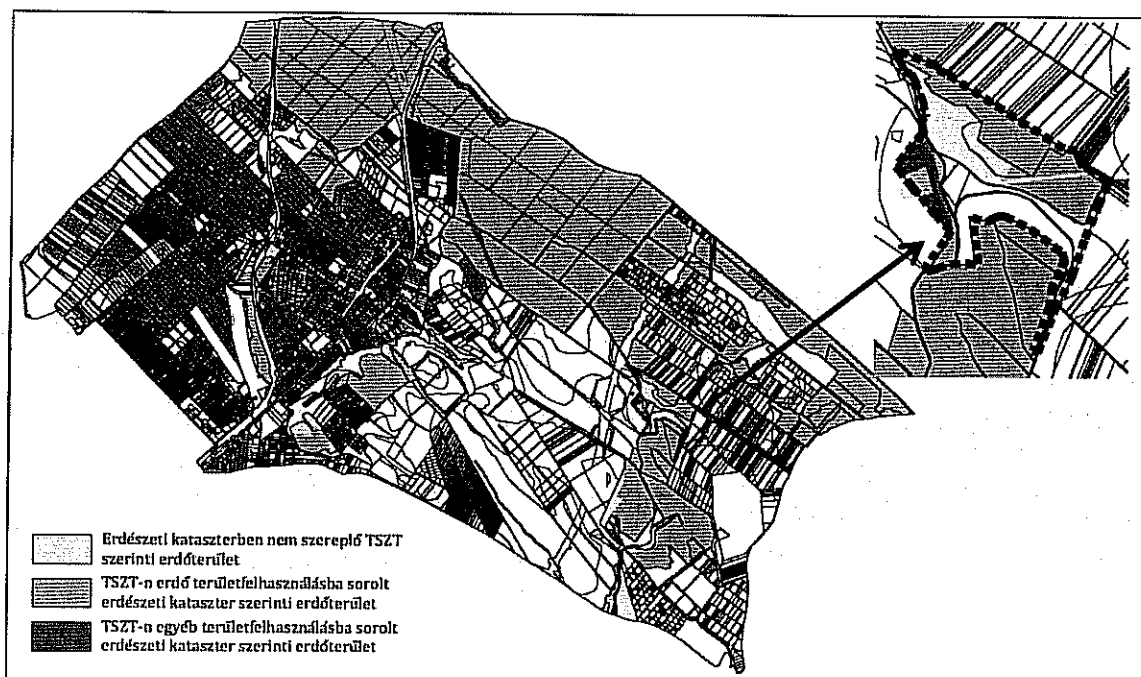 Erdészeti kataszterben nem szereplő TSZT
szerinti erdőterület
TSZT-n erdő területfelhasználásba sorolt
erdészeti kataszter szerinti erdőterület
TSZT-n egyéb területfelhasználásba sorolt
erdészeti kataszter szerinti erdőterület